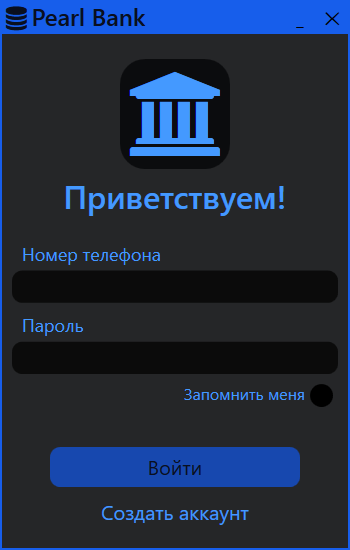 Pearl Bank
Приветствуем!
Номер телефона
Пароль
Запомнить меня
Войти
Создать аккаунт